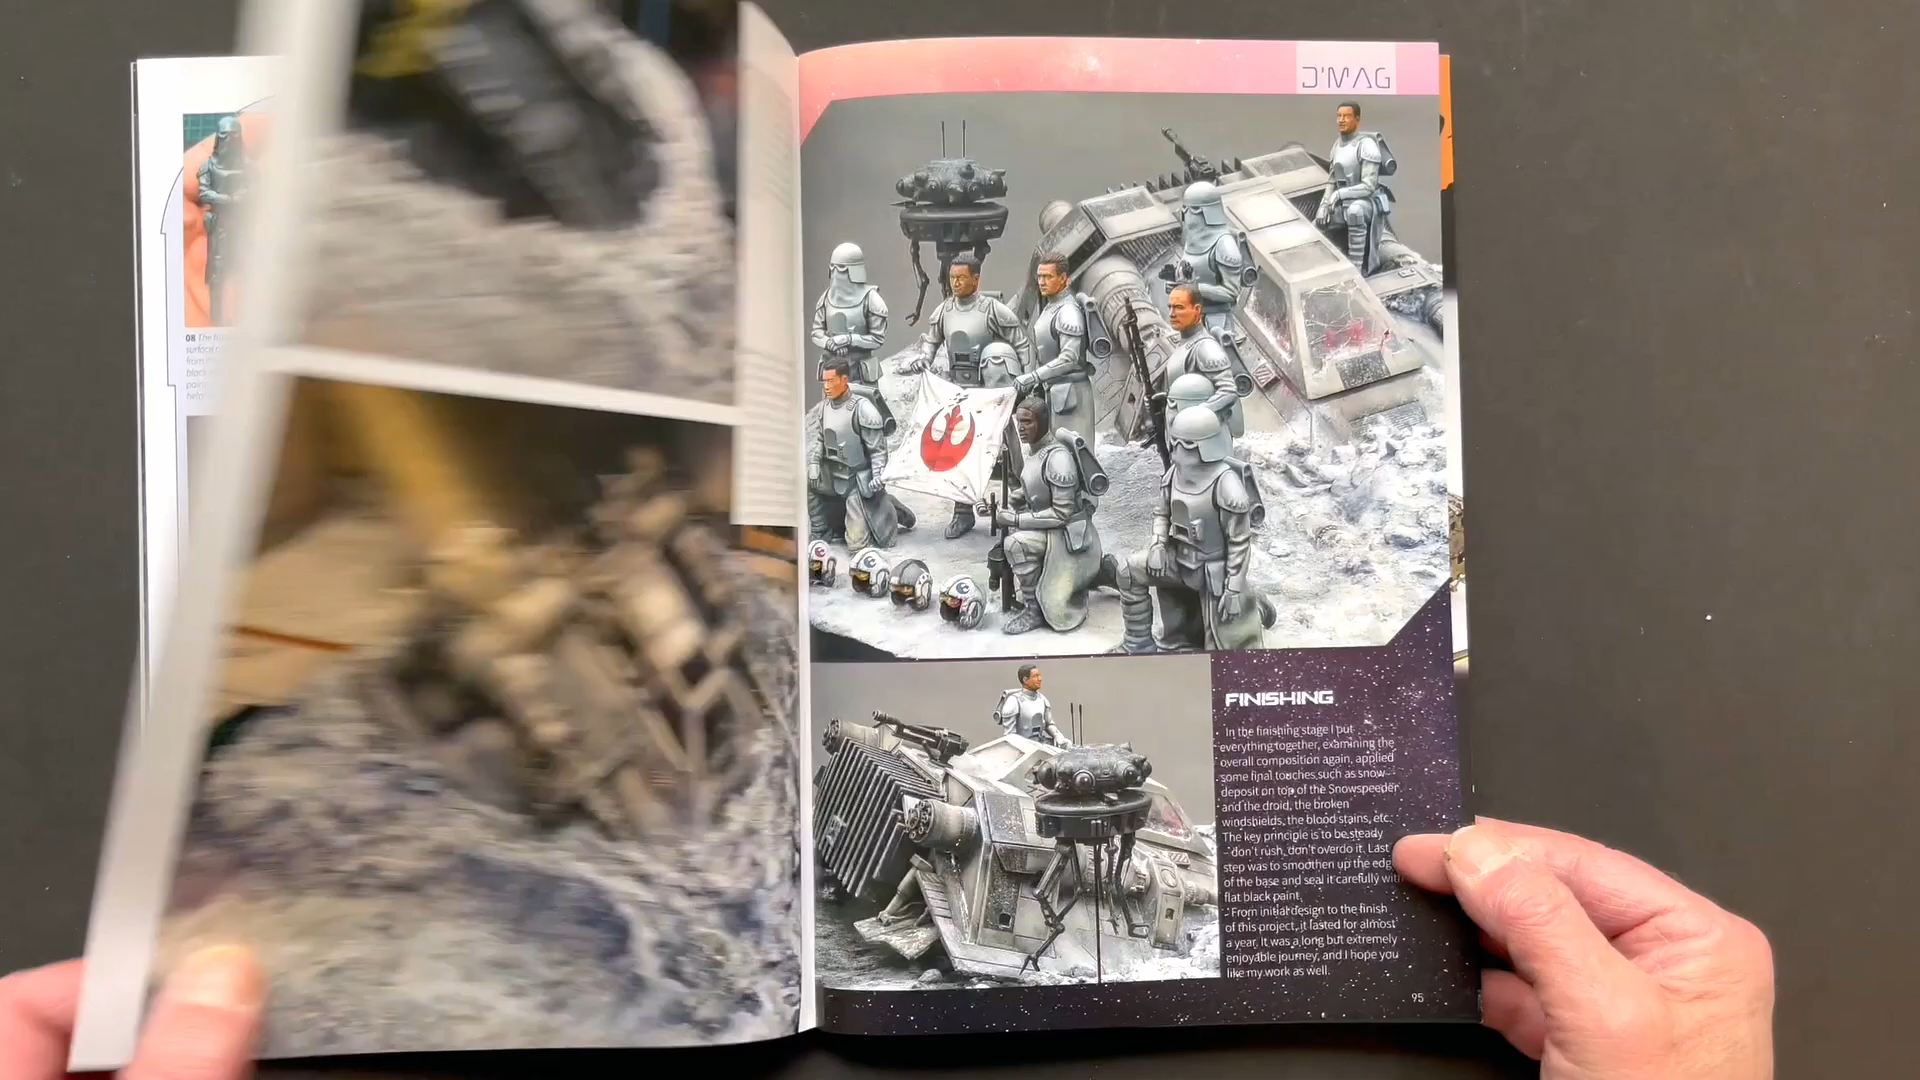 08 The
surface
from
black
J'MAG
FINISHING
In the finishing stage I put
everything together, examining the
overall composition again, applied
some final touches such as snow
deposit on top of the Snowspeeder
and the droid, the broken
windshields, the blood stains, etc.
The key principle is to be steady
- don't rush, don't overdo it. Last
step was to smoothen up the edg
of the base and seal it carefully with
flat black paint.
From initial design to the finish
of this project, it lasted for almost
a year. It was a long but extremely
enjoyable journey, and I hope you
like my work as well.
95